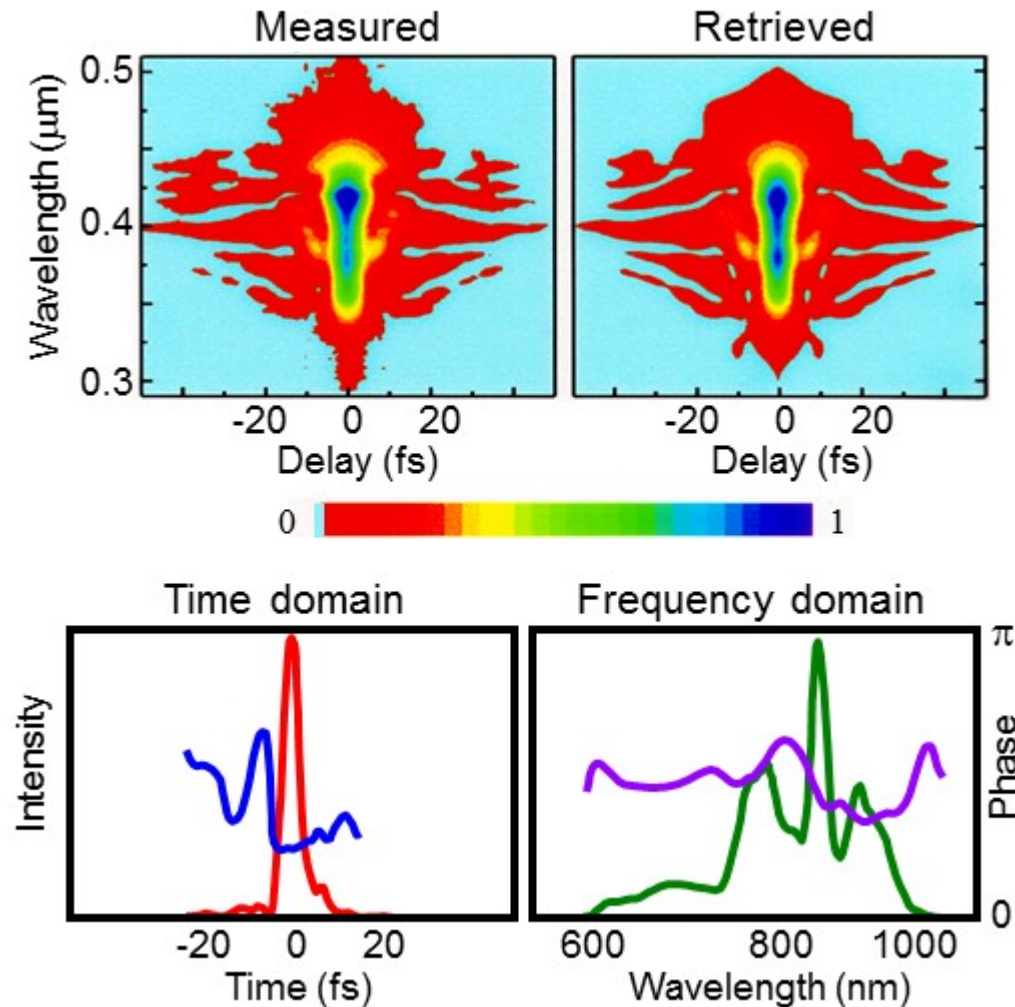 Measured
Retrieved
Wavelength (μm)
0.5
0.4
0.3
-20 0 20
-20 0 20
Delay (fs)
Delay (fs)
0
1
Time domain
Frequency domain
Intensity
π
Phase
0
-20 0 20
600 800 1000
Time (fs)
Wavelength (nm)